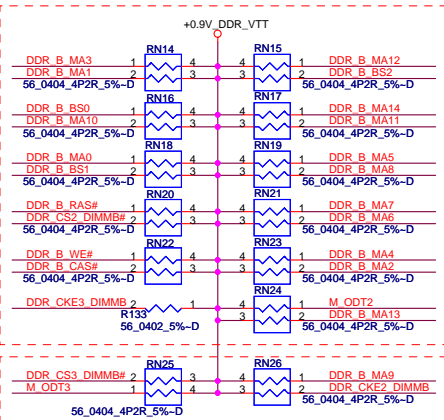 +0.9V_DDR_VTT
RN14 RN15
DDR_B_MA3 1 4 4 1 DDR_B_MA12
DDR_B_MA1 2 3 3 2 DDR_B_BS2
56_0404_4P2R_5%~D 56_0404_4P2R_5%~D
RN16 RN17
DDR_B_BS0 1 4 4 1 DDR_B_MA14
DDR_B_MA10 2 3 3 2 DDR_B_MA11
56_0404_4P2R_5%~D 56_0404_4P2R_5%~D
RN18 RN19
DDR_B_MA0 1 4 4 1 DDR_B_MA5
DDR_B_BS1 2 3 3 2 DDR_B_MA8
56_0404_4P2R_5%~D 56_0404_4P2R_5%~D
RN20 RN21
DDR_B_RAS# 1 4 4 1 DDR_B_MA7
DDR_CS2_DIMMB# 2 3 3 2 DDR_B_MA6
56_0404_4P2R_5%~D 56_0404_4P2R_5%~D
RN22 RN23
DDR_B_WE# 1 4 4 1 DDR_B_MA4
DDR_B_CAS# 2 3 3 2 DDR_B_MA2
56_0404_4P2R_5%~D 56_0404_4P2R_5%~D
RN24
DDR_CKE3_DIMMB 2 1 4 1 M_ODT2
R133 3 2 DDR_B_MA13
56_0402_5%~D 56_0404_4P2R_5%~D
RN25 RN26
DDR_CS3_DIMMB# 2 3 4 1 DDR_B_MA9
M_ODT3 1 4 3 2 DDR_CKE2_DIMMB
56_0404_4P2R_5%~D 56_0404_4P2R_5%~D